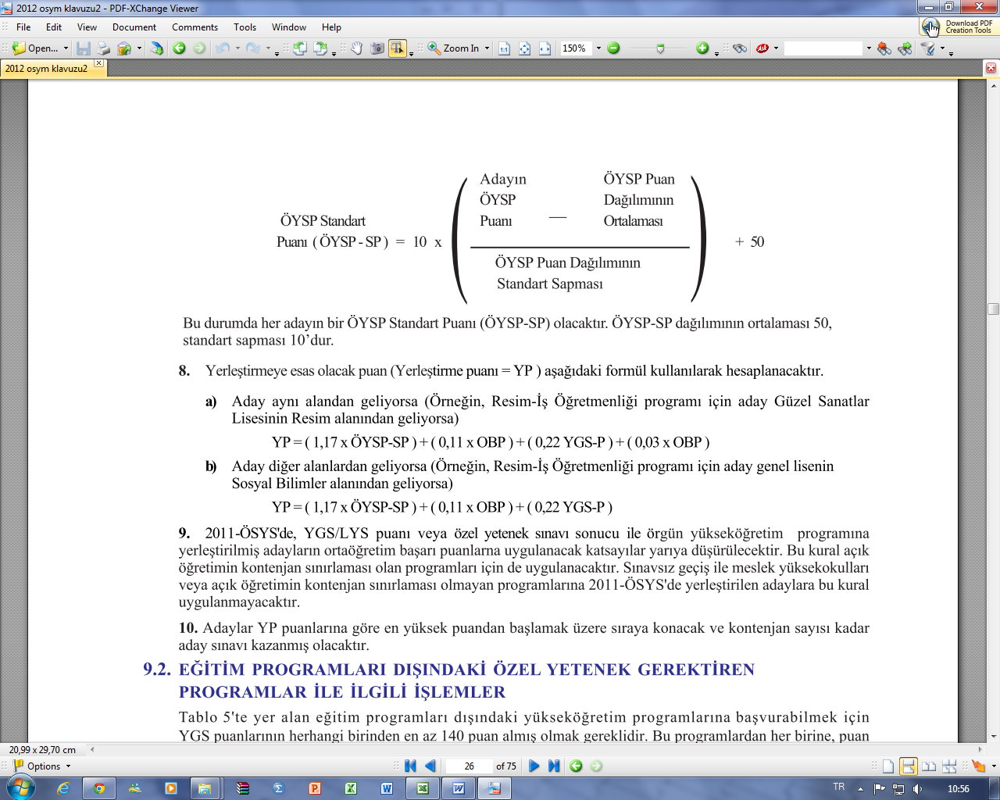 2012 osym klavuzu2 - PDF-XChange Viewer
File Edit View Document Comments Tools Window Help
Download PDF
Creation Tools
Open... Zoom In 150%
2012 osym klavuzu2
Adayın ÖYSP Puan
ÖYSP Dağılımının
ÖYSP Standart Puanı — Ortalaması
Puanı ( ÖYSP - SP ) = 10 x + 50
ÖYSP Puan Dağılımının
Standart Sapması
Bu durumda her adayın bir ÖYSP Standart Puanı (ÖYSP-SP) olacaktır. ÖYSP-SP dağılımının ortalaması 50,
standart sapması 10’dur.
8. Yerleştirmeye esas olacak puan (Yerleştirme puanı = YP ) aşağıdaki formül kullanılarak hesaplanacaktır.
a) Aday aynı alandan geliyorsa (Örneğin, Resim-İş Öğretmenliği programı için aday Güzel Sanatlar
Lisesinin Resim alanından geliyorsa)
YP = ( 1,17 x ÖYSP-SP ) + ( 0,11 x OBP ) + ( 0,22 YGS-P ) + ( 0,03 x OBP )
b) Aday diğer alanlardan geliyorsa (Örneğin, Resim-İş Öğretmenliği programı için aday genel lisenin
Sosyal Bilimler alanından geliyorsa)
YP = ( 1,17 x ÖYSP-SP ) + ( 0,11 x OBP ) + ( 0,22 YGS-P )
9. 2011-ÖSYS'de, YGS/LYS puanı veya özel yetenek sınavı sonucu ile örgün yükseköğretim programına
yerleştirilmiş adayların ortaöğretim başarı puanlarna uygulanacak katsayılar yarıya düşürülecektir. Bu kural açık
öğretimin kontenjan sınırlaması olan programları için de uygulanacaktır. Sınavsız geçiş ile meslek yüksekokulları
veya açık öğretimin kontenjan sınırlaması olmayan programlarına 2011-ÖSYS'de yerleştirilen adaylara bu kural
uygulanmayacaktır.
10. Adaylar YP puanlarına göre en yüksek puandan başlamak üzere sıraya konacak ve kontenjan sayısı kadar
aday sınavı kazanmış olacaktır.
9.2. EĞİTİM PROGRAMLARI DIŞINDAKİ ÖZEL YETENEK GEREKTİREN
PROGRAMLAR İLE İLGİLİ İŞLEMLER
Tablo 5'te yer alan eğitim programları dışındaki yükseköğretim programlarına başvurabilmek için
YGS puanlarının herhangi birinden en az 140 puan almış olmak gereklidir. Bu programlardan her birine, puan
20,99 x 29,70 cm
Options 26 of 75
TR 10:56